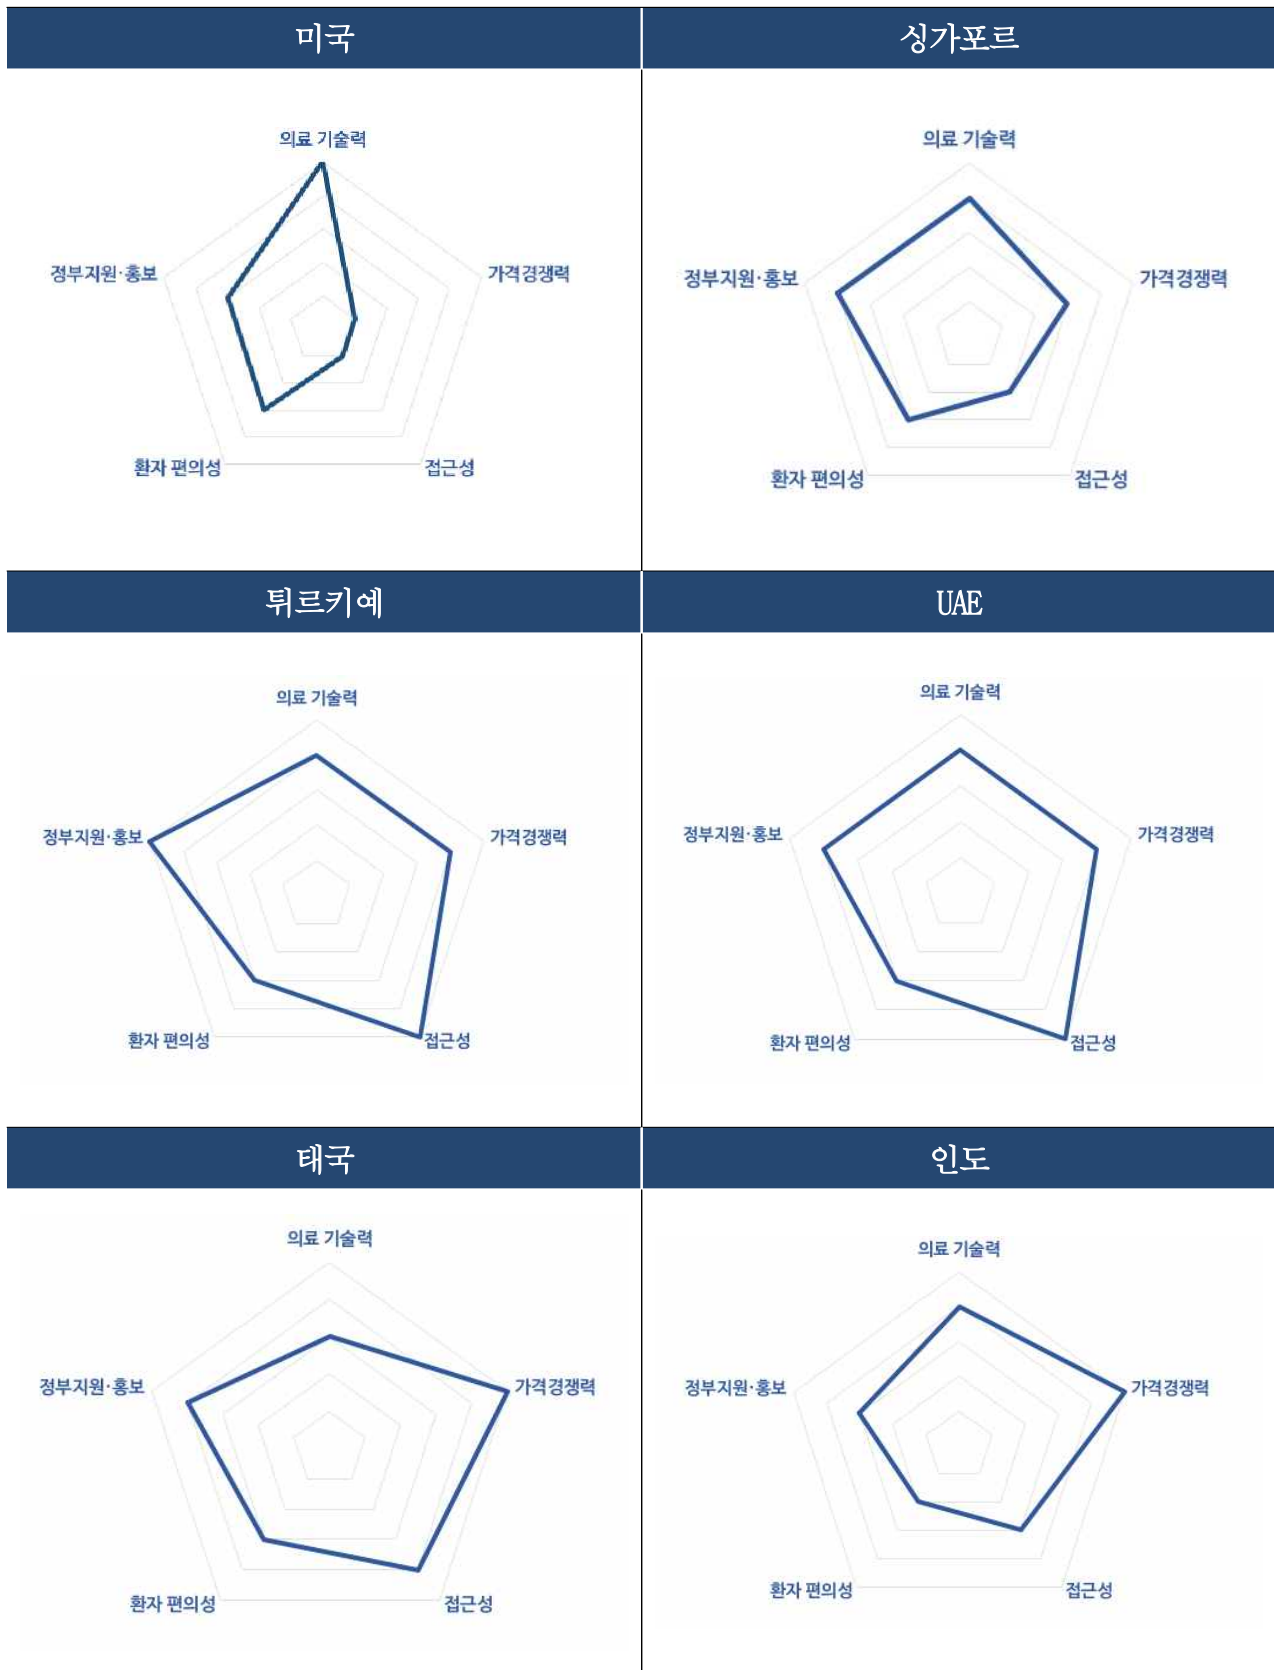 미국
싱가포르
의료 기술력
가격경쟁력
접근성
환자 편의성
정부지원·홍보
의료 기술력
가격경쟁력
접근성
환자 편의성
정부지원·홍보
튀르키예
UAE
의료 기술력
가격경쟁력
접근성
환자 편의성
정부지원·홍보
의료 기술력
가격경쟁력
접근성
환자 편의성
정부지원·홍보
태국
인도
의료 기술력
가격경쟁력
접근성
환자 편의성
정부지원·홍보
의료 기술력
가격경쟁력
접근성
환자 편의성
정부지원·홍보